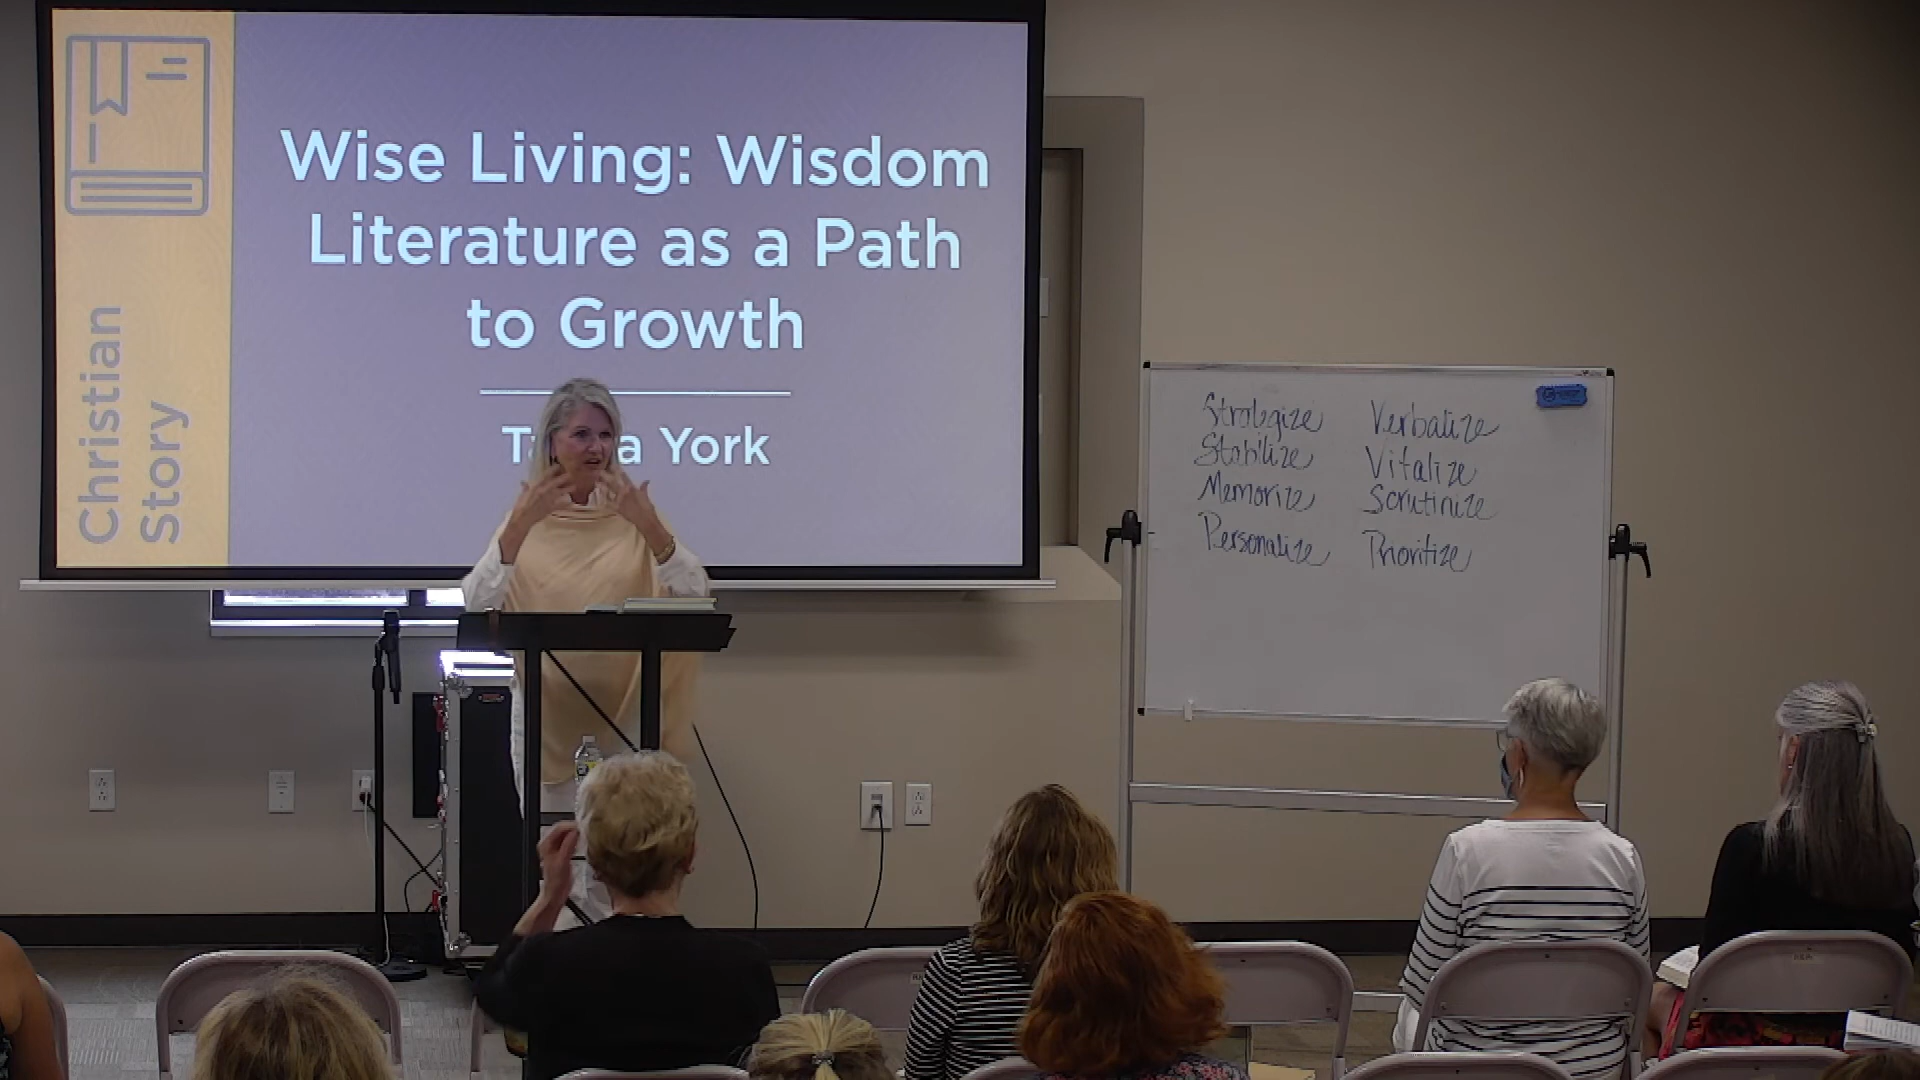 Christian
Story
Wise Living: Wisdom
Literature as a Path
to Growth
York
Strategize Verbalize
Stabilize Vitalize
Memorize Scrutinize
Personalize Prioritize